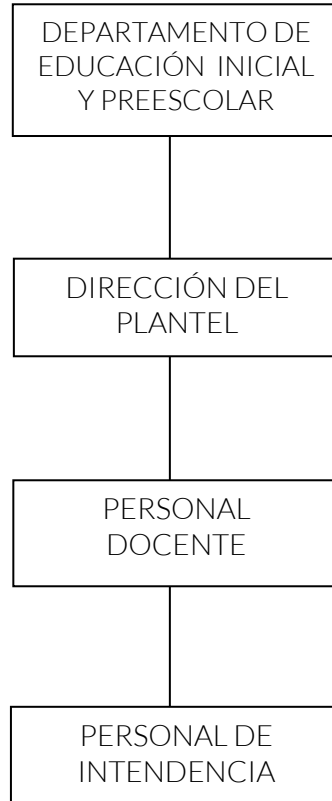 DEPARTAMENTO DE
EDUCACIÓN INICIAL
Y PREESCOLAR
DIRECCIÓN DEL
PLANTEL
PERSONAL
DOCENTE
PERSONAL DE
INTENDENCIA